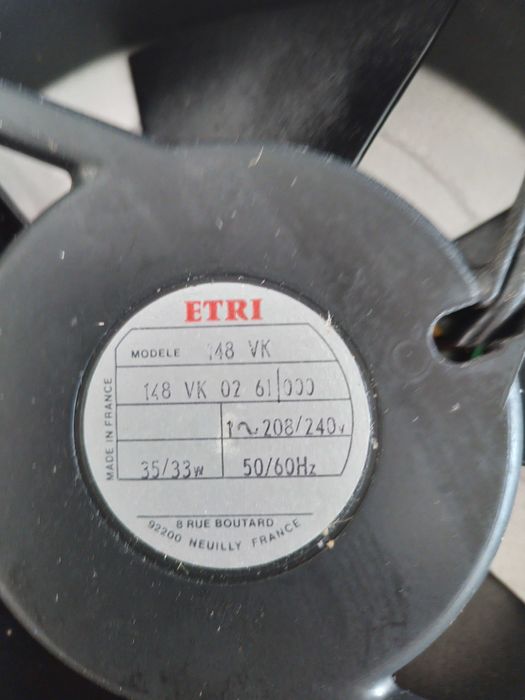 ETRI
MODELE 148 VK
148 VK 02 61 000
1~208/240v
35/33w 50/60Hz
MADE IN FRANCE
8 RUE BOUTARD
92200 NEUILLY FRANCE